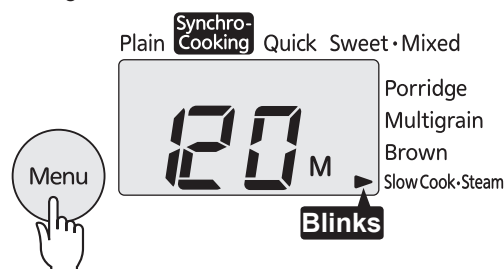 Plain Synchro-Cooking Quick Sweet・Mixed
Porridge
Multigrain
120 M
Brown
Menu
Slow Cook・Steam
Blinks